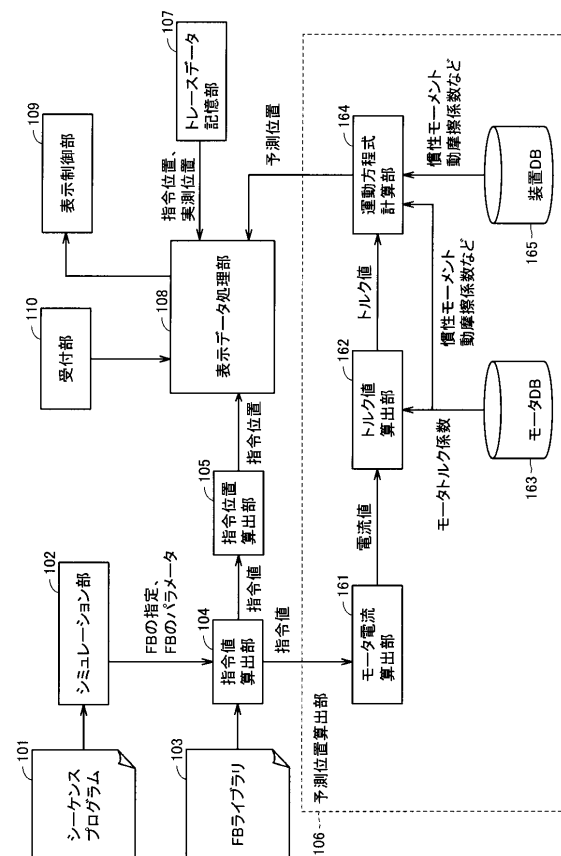 101
シーケンス
プログラム
102
シミュレーション部
FBの指定、
FBのパラメータ
103
FBライブラリ
104
指令値
算出部
指令値
105
指令位置
算出部
指令位置
指令値
110
受付部
109
表示制御部
108
表示データ処理部
指令位置、
実測位置
107
トレースデータ
記憶部
予測位置
106
予測位置算出部
161
モータ電流
算出部
電流値
162
トルク値
算出部
トルク値
164
運動方程式
計算部
モータトルク係数
慣性モーメント
動摩擦係数など
慣性モーメント
動摩擦係数など
モータDB
163
装置DB
165